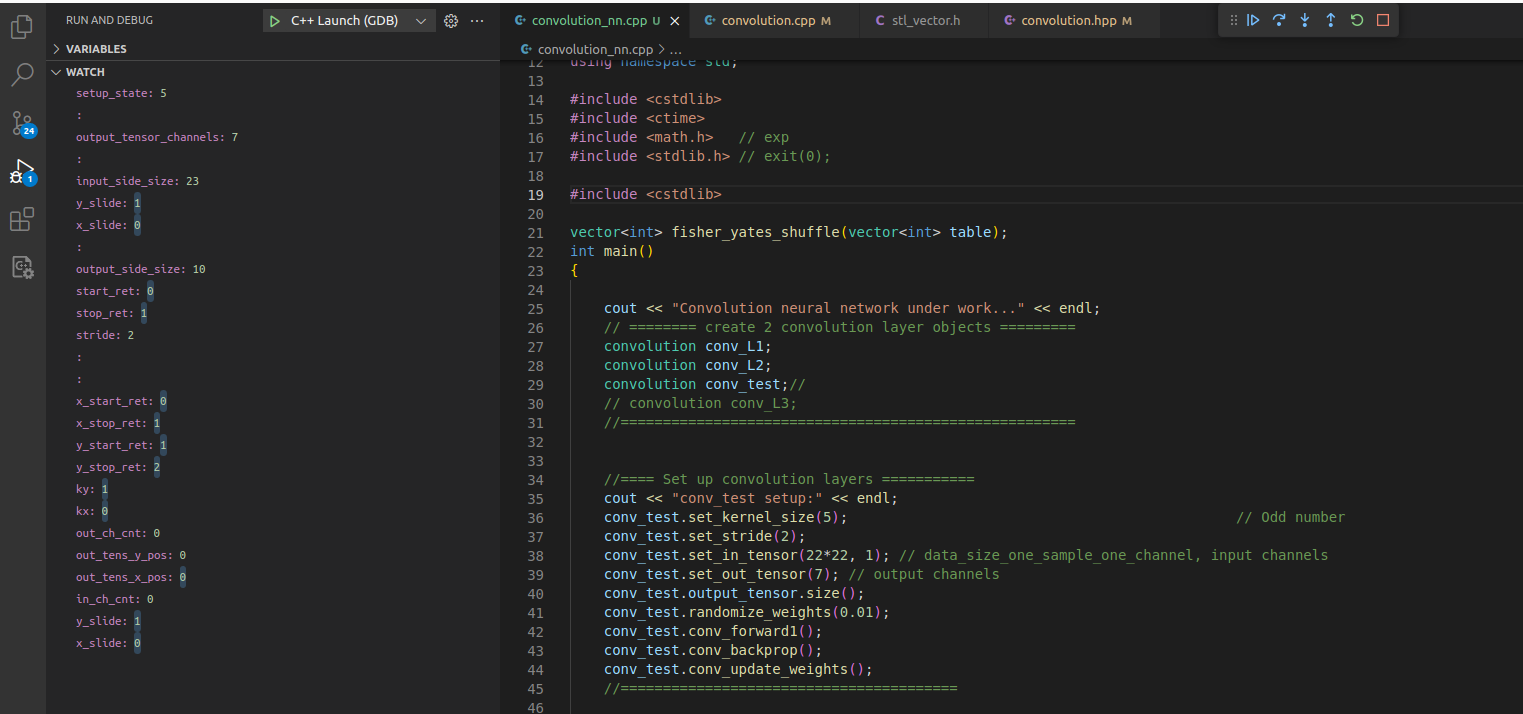 RUN AND DEBUG
C++ Launch (GDB)
VARIABLES
WATCH
setup_state: 5
:
output_tensor_channels: 7
:
input_side_size: 23
y_slide: 1
x_slide: 0
:
output_side_size: 10
start_ret: 0
stop_ret: 1
stride: 2
:
:
x_start_ret: 0
x_stop_ret: 1
y_start_ret: 1
y_stop_ret: 2
ky: 1
kx: 0
out_ch_cnt: 0
out_tens_y_pos: 0
out_tens_x_pos: 0
in_ch_cnt: 0
y_slide: 1
x_slide: 0
24
1
convolution_nn.cpp U
convolution.cpp M
stl_vector.h
convolution.hpp M
convolution_nn.cpp > ...
12 using namespace std;
13
14 #include <cstdlib>
15 #include <ctime>
16 #include <math.h>   // exp
17 #include <stdlib.h> // exit(0);
18
19 #include <cstdlib>
20
21 vector<int> fisher_yates_shuffle(vector<int> table);
22 int main()
23 {
24
25     cout << "Convolution neural network under work..." << endl;
26     // ======== create 2 convolution layer objects =========
27     convolution conv_L1;
28     convolution conv_L2;
29     convolution conv_test;//
30     // convolution conv_L3;
31     //======================================================
32
33
34     //==== Set up convolution layers ===========
35     cout << "conv_test setup:" << endl;
36     conv_test.set_kernel_size(5); // Odd number
37     conv_test.set_stride(2);
38     conv_test.set_in_tensor(22*22, 1); // data_size_one_sample_one_channel, input channels
39     conv_test.set_out_tensor(7); // output channels
40     conv_test.output_tensor.size();
41     conv_test.randomize_weights(0.01);
42     conv_test.conv_forward1();
43     conv_test.conv_backprop();
44     conv_test.conv_update_weights();
45     //========================================
46